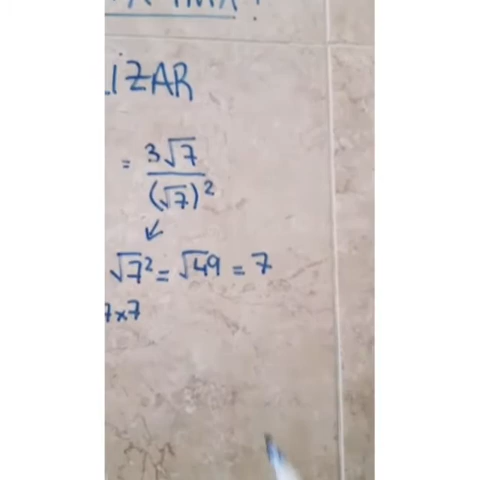 IZAR
= 3√7 / (√7)²
√7² = √49 = 7
7x7